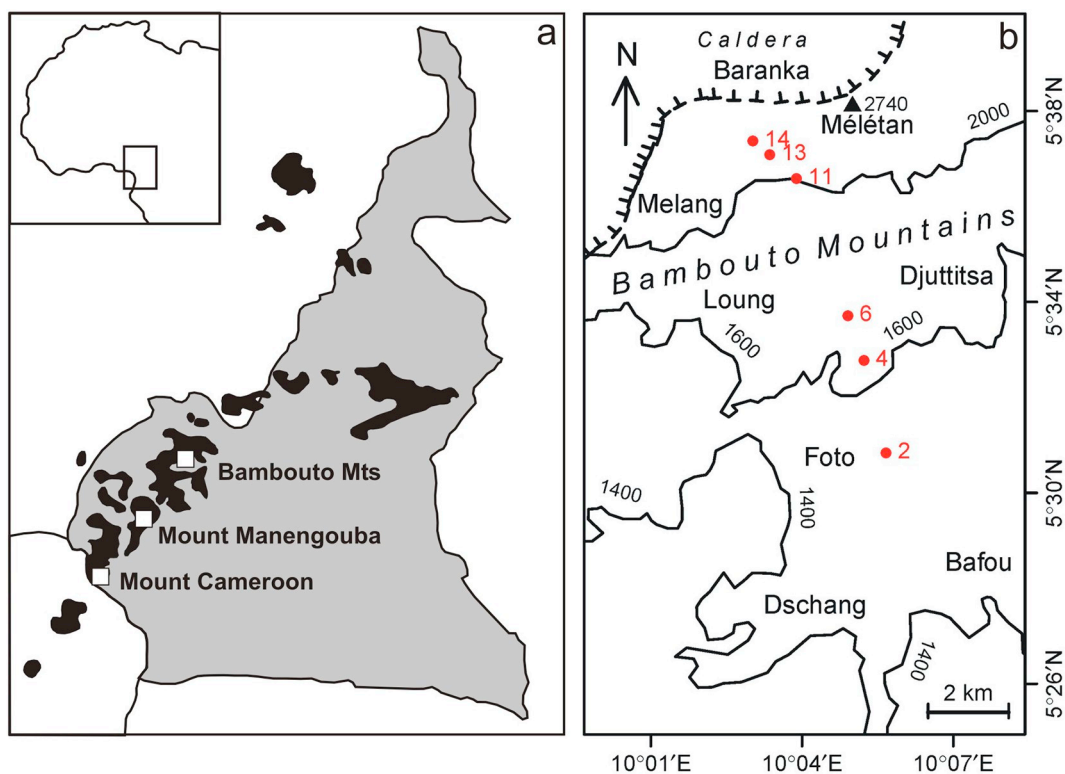 a
Bambouto Mts
Mount Manengouba
Mount Cameroon
b
Caldera
Baranka
N
2740
Mélétan
2000
14
13
11
Melang
Bambouto Mountains
Djuttitsa
Loung
6
1600
1600
4
Foto
2
1400
1400
Bafou
Dschang
1400
2 km
5°38′N
5°34′N
5°30′N
5°26′N
10°01′E
10°04′E
10°07′E